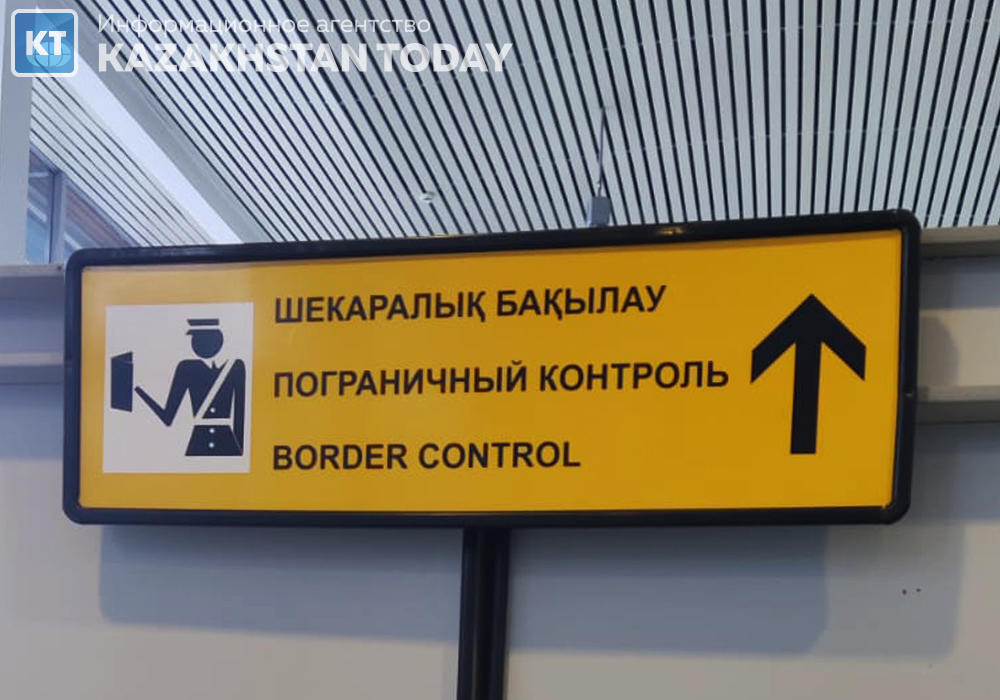 KT
Информационное агентство
KAZAKHSTAN TODAY
ШЕКАРАЛЫҚ БАҚЫЛАУ
ПОГРАНИЧНЫЙ КОНТРОЛЬ
BORDER CONTROL